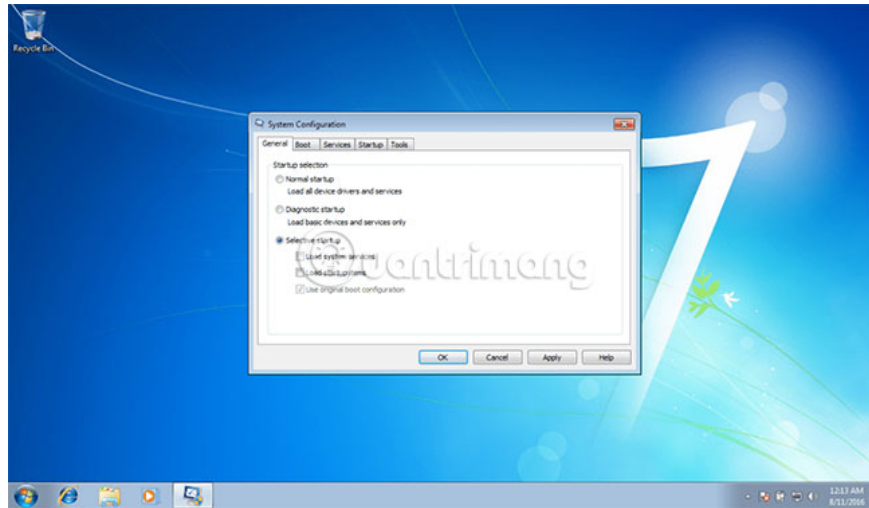 Recycle Bin
System Configuration
General Boot Services Startup Tools
Startup selection
Normal startup
Load all device drivers and services
Diagnostic startup
Load basic devices and services only
Selective startup
Load system services
Load startup items
Use original boot configuration
uantrimang
OK Cancel Apply Help
12:13 AM
8/11/2016